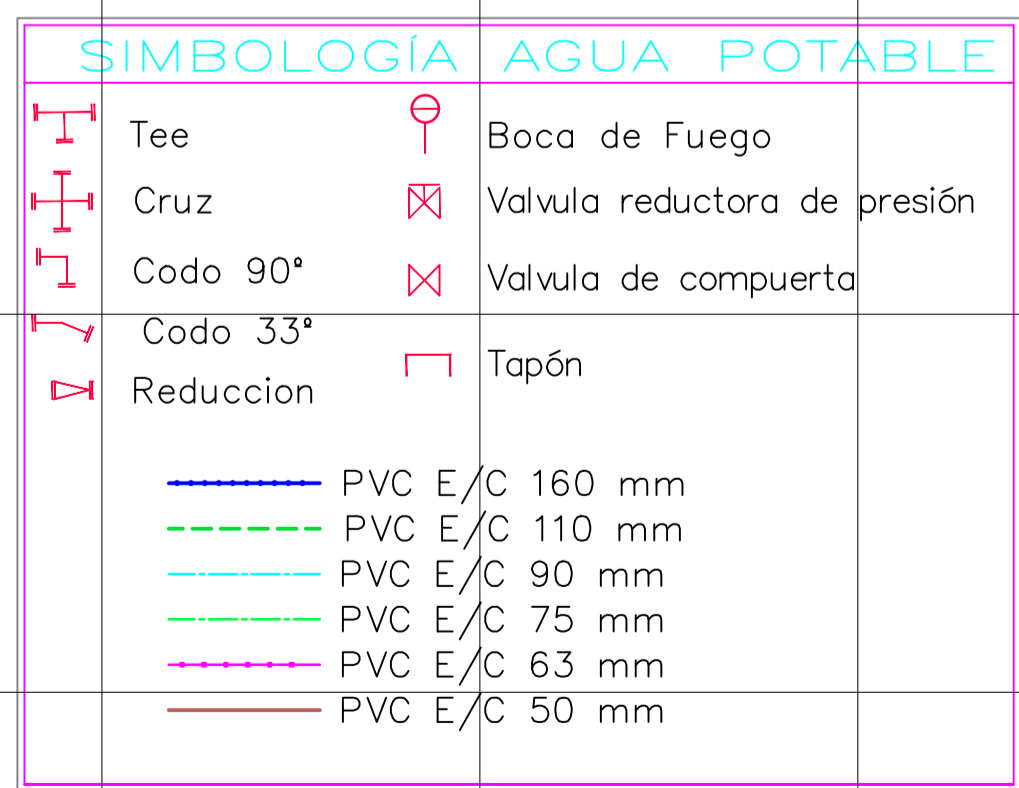 SIMBOLOGÍA AGUA POTABLE
Tee
Boca de Fuego
Cruz
Valvula reductora de presión
Codo 90º
Valvula de compuerta
Codo 33º
Tapón
Reduccion
PVC E/C 160 mm
PVC E/C 110 mm
PVC E/C 90 mm
PVC E/C 75 mm
PVC E/C 63 mm
PVC E/C 50 mm